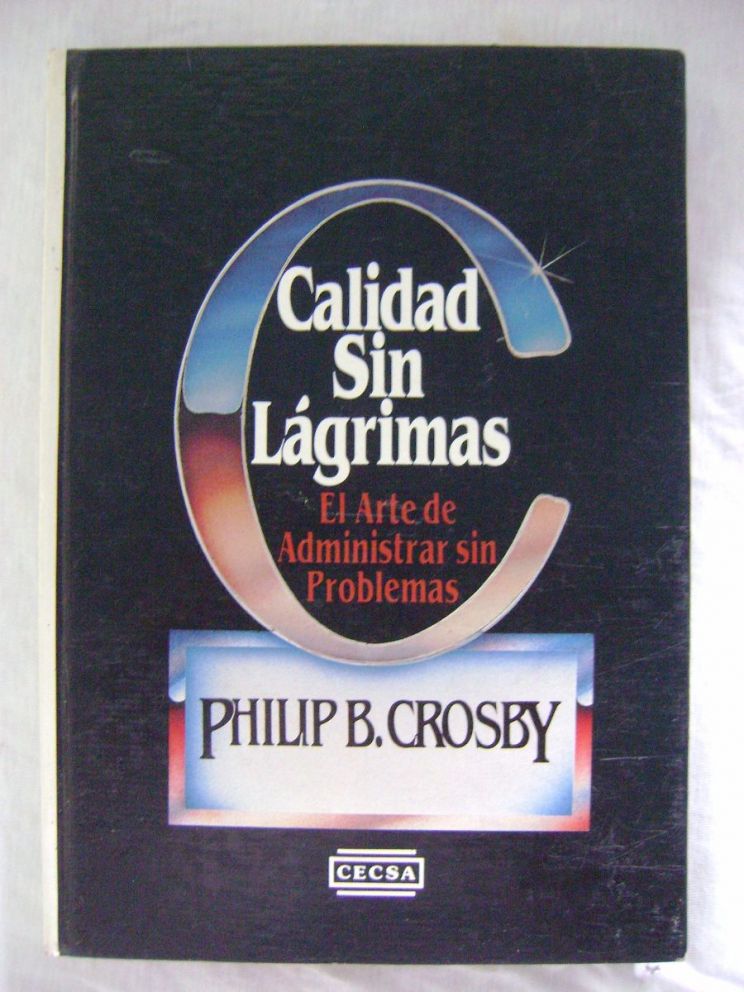 Calidad
Sin
Lágrimas
El Arte de
Administrar sin
Problemas
PHILIP B. CROSBY
CECSA